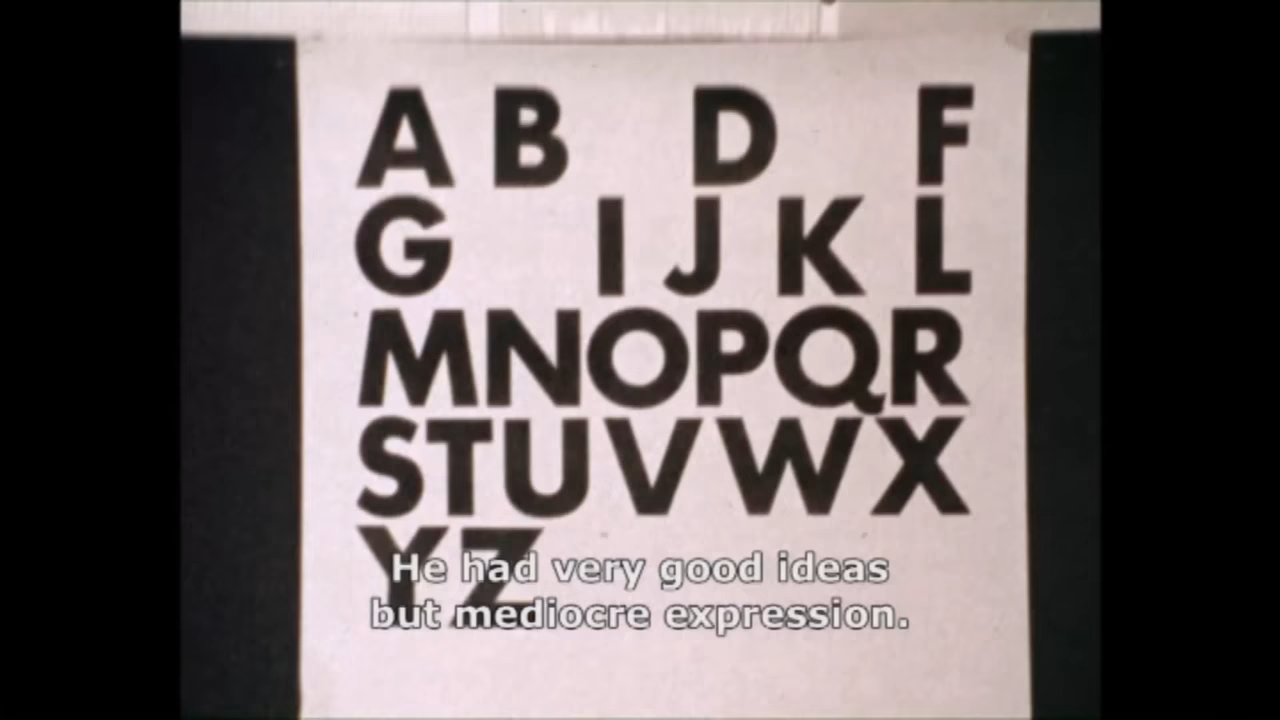 A B D F
G I J K L
MNOPQR
STUVWX
YZ
He had very good ideas
but mediocre expression.